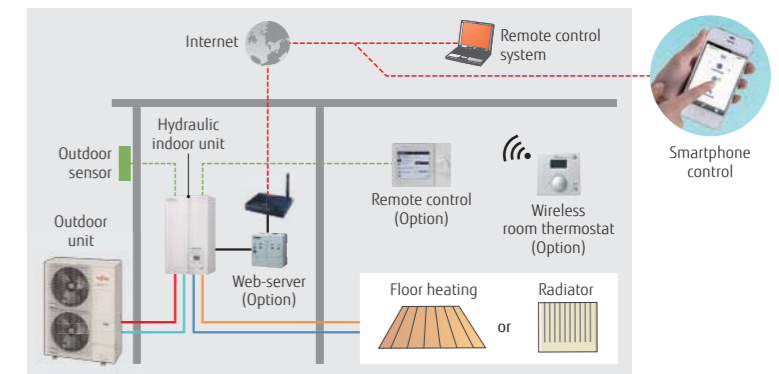 Internet
Remote control
system
Smartphone
control
Hydraulic
indoor unit
Outdoor
sensor
Outdoor
unit
Web-server
(Option)
Remote control
(Option)
Wireless
room thermostat
(Option)
Floor heating
or
Radiator